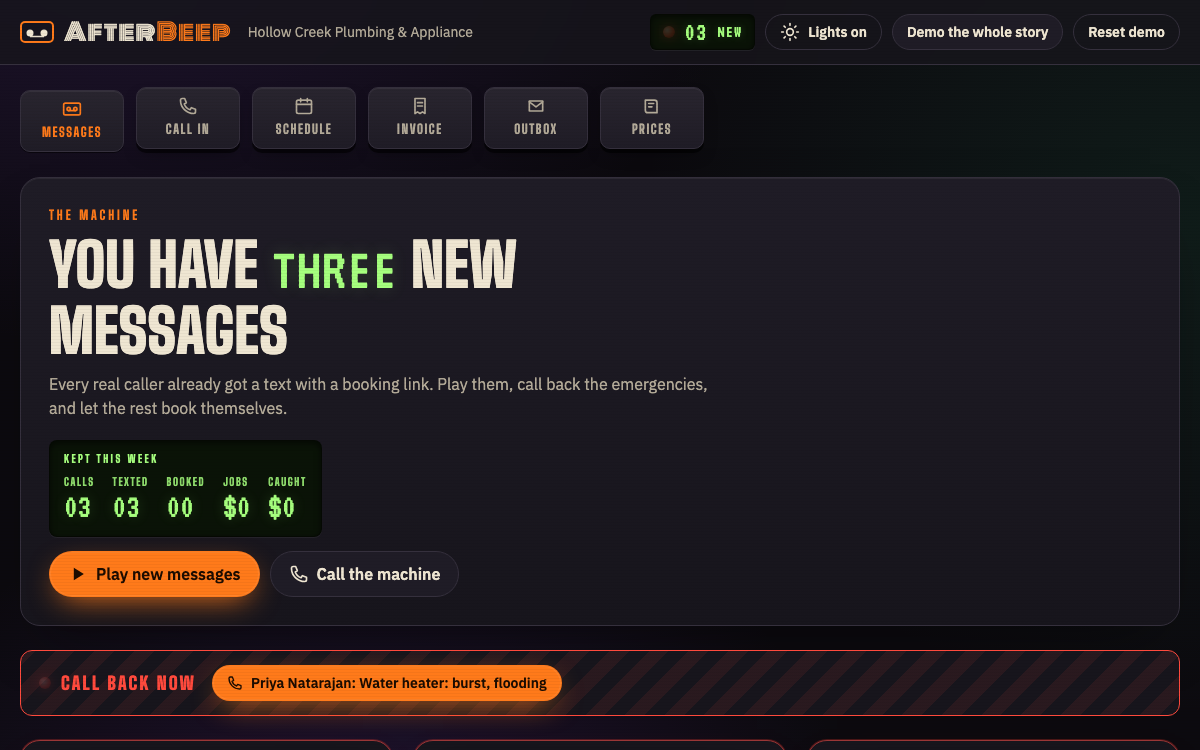 AFTERBEEP Hollow Creek Plumbing & Appliance 03 NEW Lights on Demo the whole story Reset demo
MESSAGES CALL IN SCHEDULE INVOICE OUTBOX PRICES
THE MACHINE
YOU HAVE THREE NEW
MESSAGES
Every real caller already got a text with a booking link. Play them, call back the emergencies,
and let the rest book themselves.
KEPT THIS WEEK
CALLS TEXTED BOOKED JOBS CAUGHT
03 03 00 $0 $0
Play new messages Call the machine
CALL BACK NOW Priya Natarajan: Water heater: burst, flooding